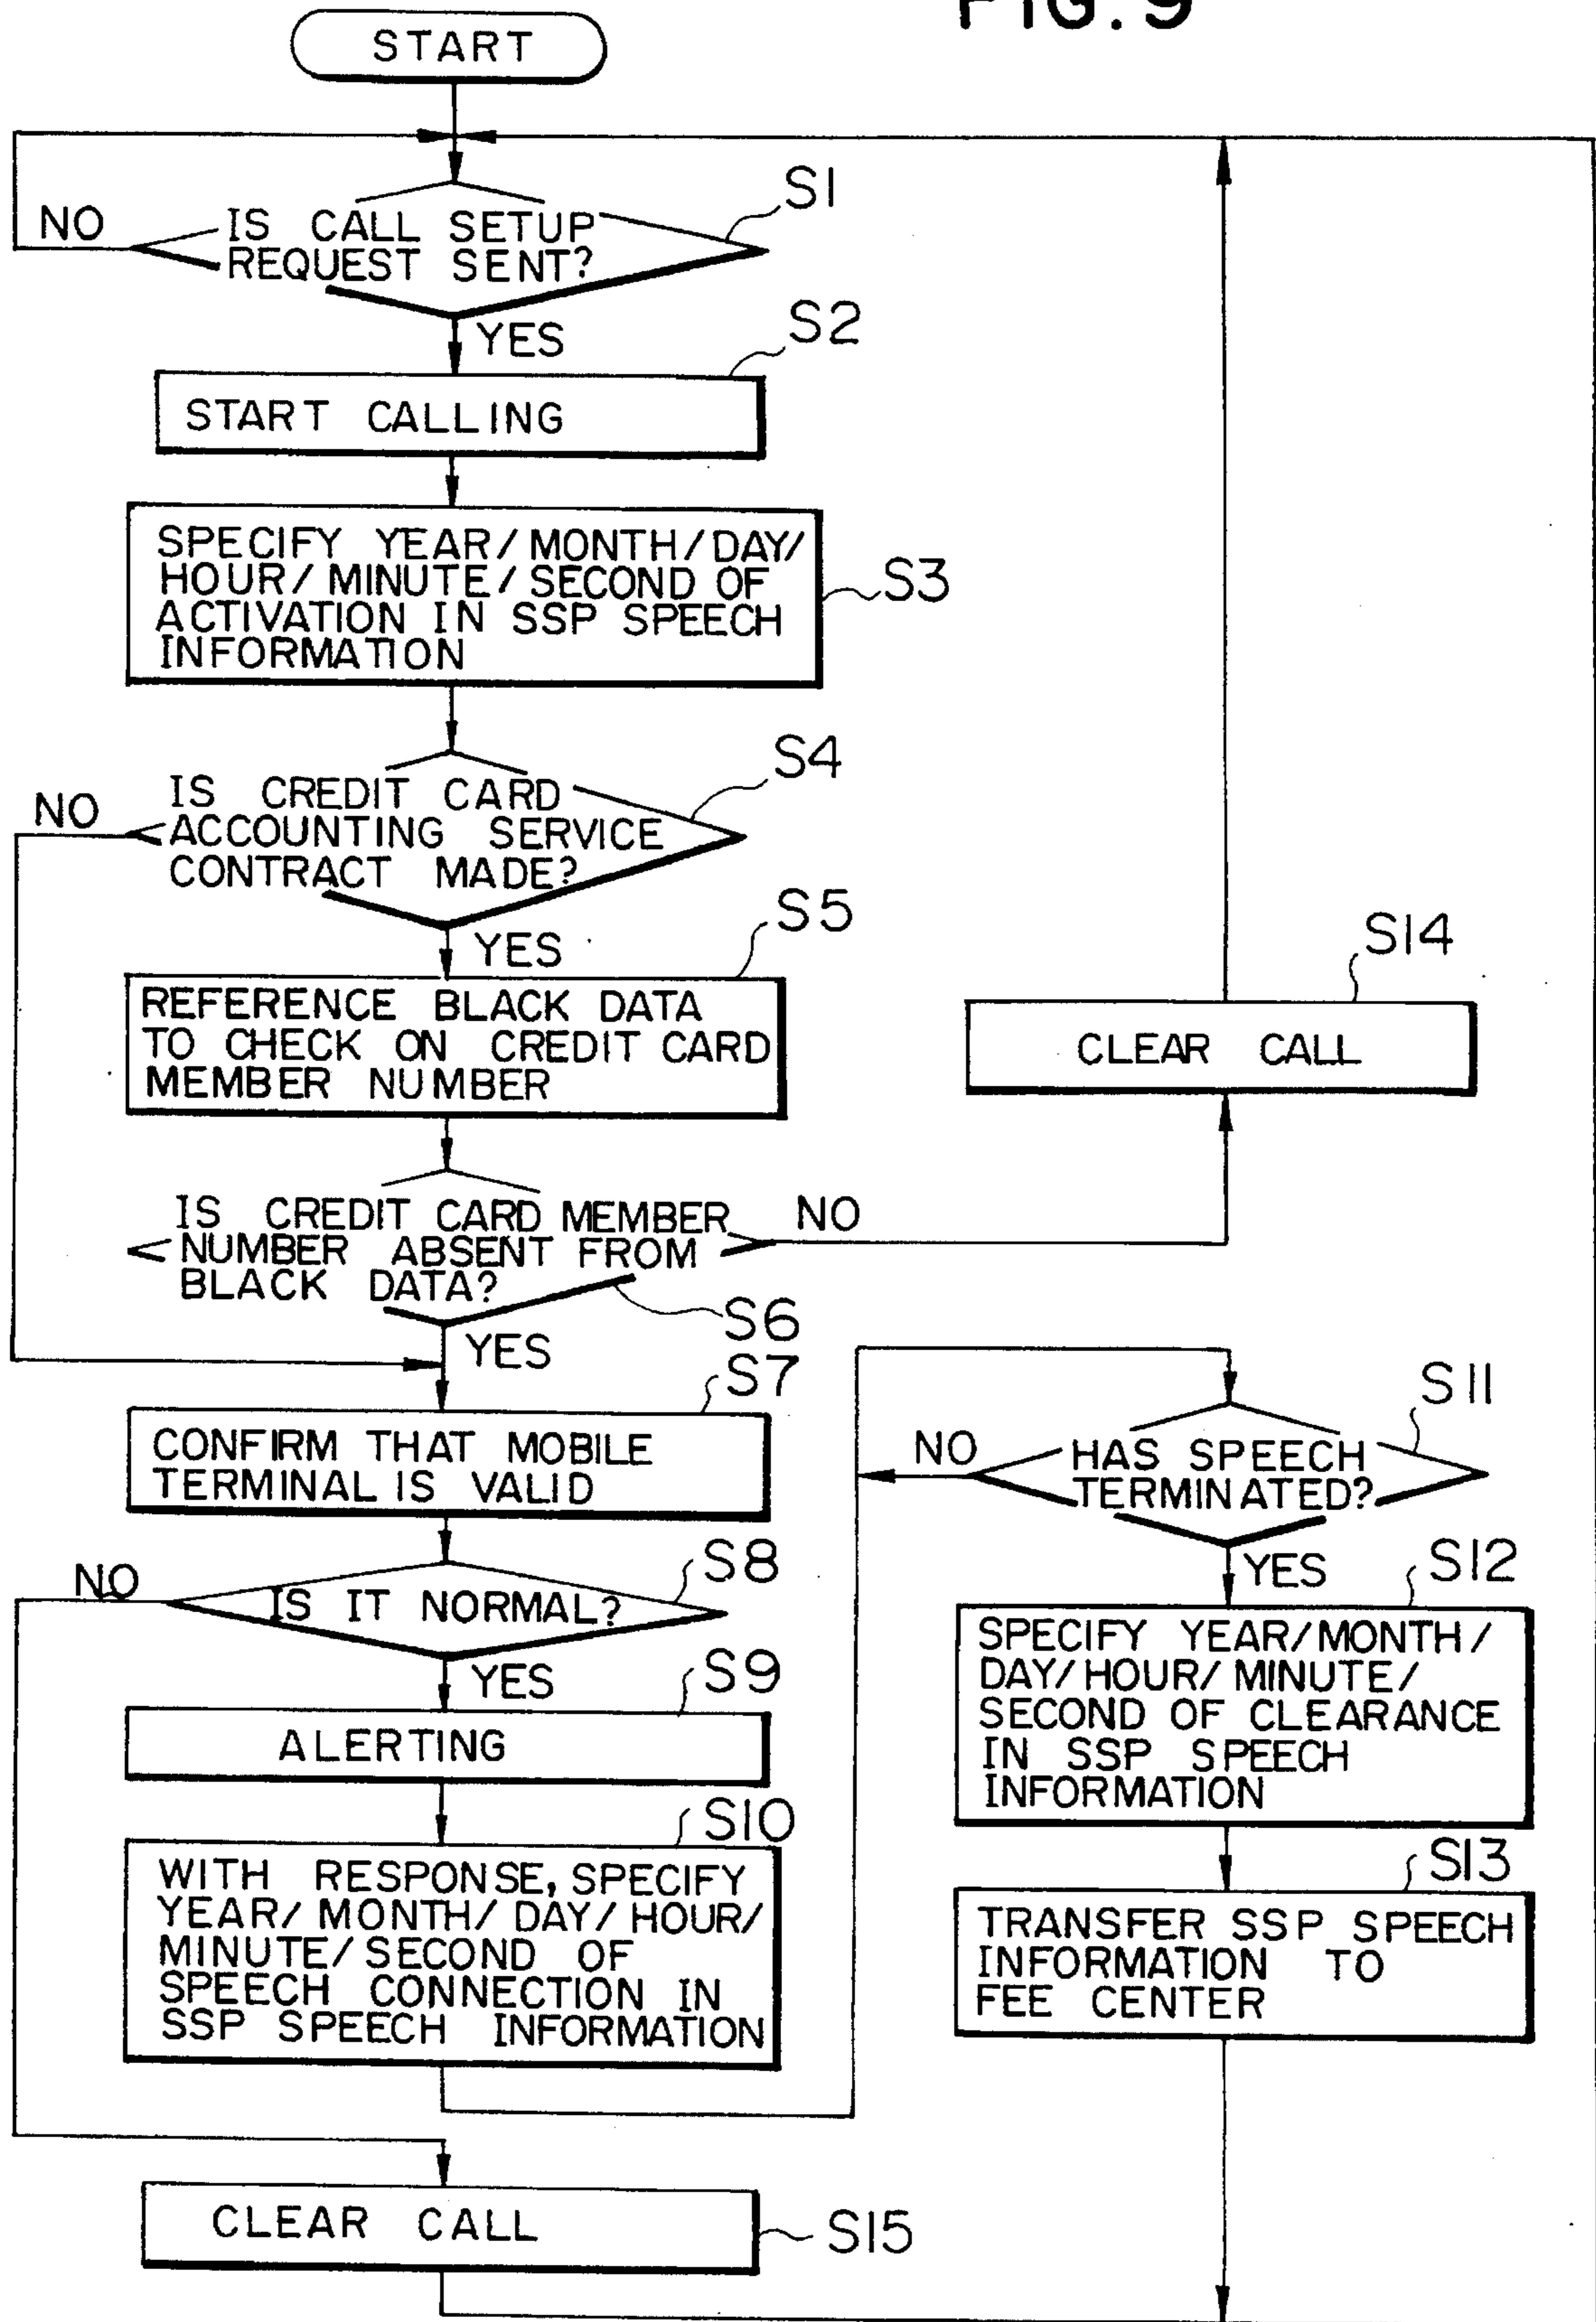 FIG. 9
START
S1
NO
IS CALL SETUP
REQUEST SENT?
YES
S2
START CALLING
SPECIFY YEAR/MONTH/DAY/
HOUR/MINUTE/SECOND OF
ACTIVATION IN SSP SPEECH
INFORMATION
S3
S4
NO
IS CREDIT CARD
ACCOUNTING SERVICE
CONTRACT MADE?
YES
S5
REFERENCE BLACK DATA
TO CHECK ON CREDIT CARD
MEMBER NUMBER
S14
CLEAR CALL
IS CREDIT CARD MEMBER
NUMBER ABSENT FROM
BLACK DATA?
NO
S6
YES
S7
CONFIRM THAT MOBILE
TERMINAL IS VALID
S8
NO
IS IT NORMAL?
YES
S9
ALERTING
S10
WITH RESPONSE, SPECIFY
YEAR/MONTH/DAY/HOUR/
MINUTE/SECOND OF
SPEECH CONNECTION IN
SSP SPEECH INFORMATION
S11
NO
HAS SPEECH
TERMINATED?
YES
S12
SPECIFY YEAR/MONTH/
DAY/HOUR/MINUTE/
SECOND OF CLEARANCE
IN SSP SPEECH
INFORMATION
S13
TRANSFER SSP SPEECH
INFORMATION TO
FEE CENTER
CLEAR CALL
S15